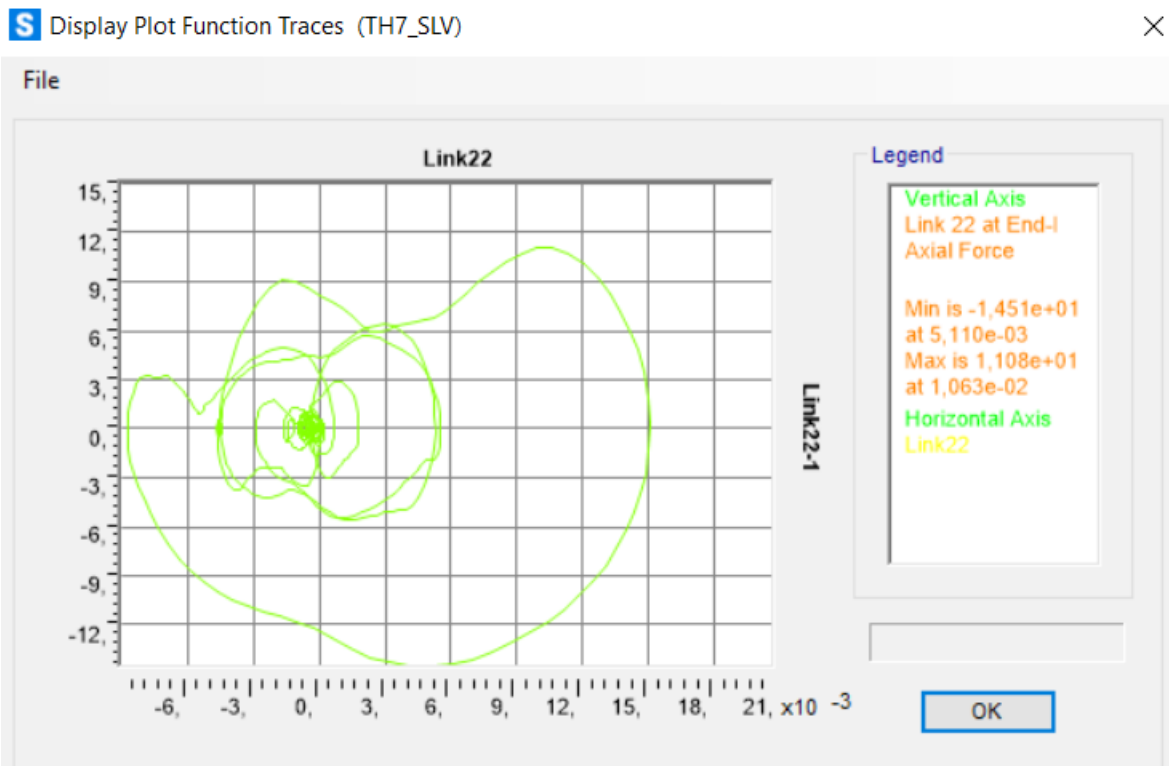 S Display Plot Function Traces (TH7_SLV)
File
Link22
Legend
15,
12,
9,
6,
3,
0,
-3,
-6,
-9,
-12,
Link22-1
-6, -3, 0, 3, 6, 9, 12, 15, 18, 21, x10 -3
Vertical Axis
Link 22 at End-I
Axial Force
Min is -1,451e+01
at 5,110e-03
Max is 1,108e+01
at 1,063e-02
Horizontal Axis
Link22
OK